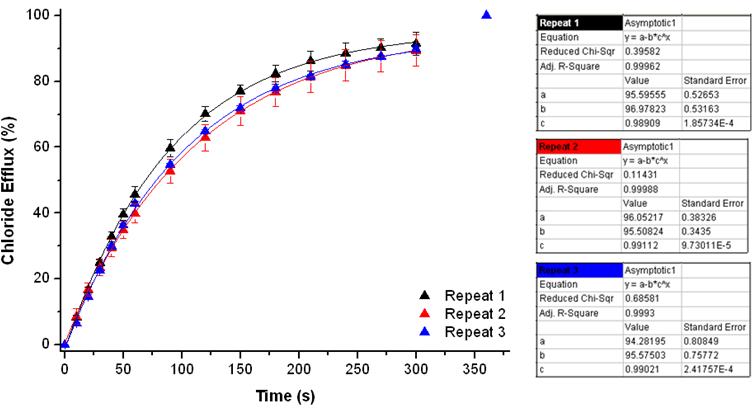 100
80
60
40
20
0
Chloride Efflux (%)
0 50 100 150 200 250 300 350
Time (s)
Repeat 1
Repeat 2
Repeat 3
Repeat 1 Asymptotic1
Equation y = a-b*c^x
Reduced Chi-Sqr 0.39582
Adj. R-Square 0.99962
Value Standard Error
a 95.59555 0.52653
b 96.97823 0.53163
c 0.98909 1.85734E-4
Repeat 2 Asymptotic1
Equation y = a-b*c^x
Reduced Chi-Sqr 0.11431
Adj. R-Square 0.99988
Value Standard Error
a 96.05217 0.38326
b 95.50824 0.3435
c 0.99112 9.73011E-5
Repeat 3 Asymptotic1
Equation y = a-b*c^x
Reduced Chi-Sqr 0.68581
Adj. R-Square 0.9993
Value Standard Error
a 94.28195 0.80849
b 95.57503 0.75772
c 0.99021 2.41757E-4